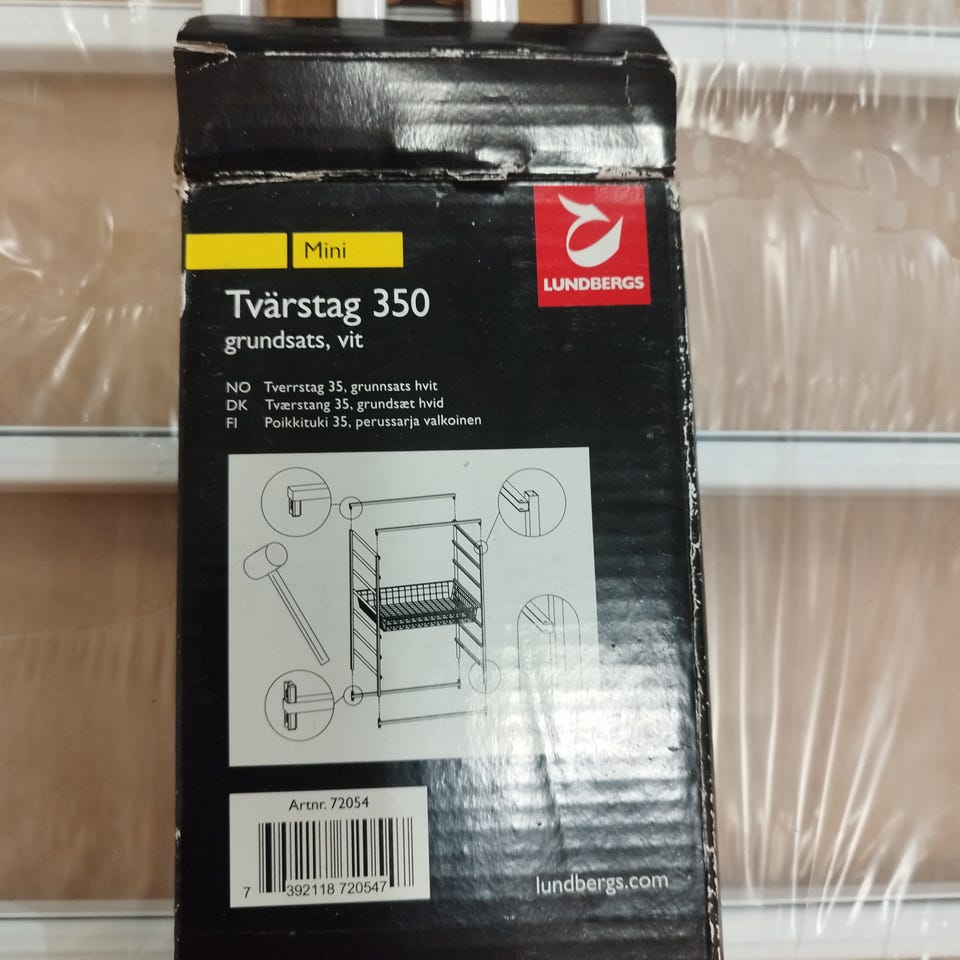 Mini
LUNDBERGS
Tvärstag 350
grundsats, vit
NO Tverrstag 35, grunnsats hvit
DK Tværstang 35, grundsæt hvid
FI Poikkituki 35, perussarja valkoinen
Artnr. 72054
7 392118 720547
lundbergs.com